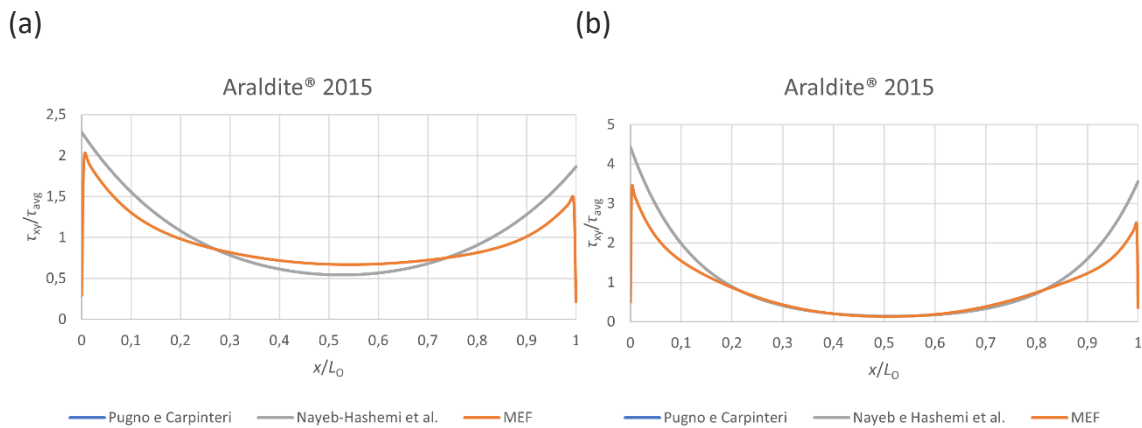 (a)
(b)
Araldite® 2015
2,5
2
1,5
1
0,5
0
τxy/τavg
0 0,1 0,2 0,3 0,4 0,5 0,6 0,7 0,8 0,9 1
x/LO
Pugno e Carpinteri Nayeb-Hashemi et al. MEF
Araldite® 2015
5
4
3
2
1
0
τxy/τavg
0 0,1 0,2 0,3 0,4 0,5 0,6 0,7 0,8 0,9 1
x/LO
Pugno e Carpinteri Nayeb e Hashemi et al. MEF